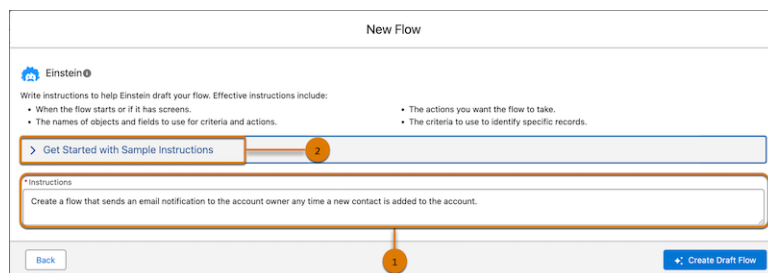 New Flow
Einstein
Write instructions to help Einstein draft your flow. Effective instructions include:
• When the flow starts or if it has screens.
• The names of objects and fields to use for criteria and actions.
• The actions you want the flow to take.
• The criteria to use to identify specific records.
> Get Started with Sample Instructions
2
* Instructions
Create a flow that sends an email notification to the account owner any time a new contact is added to the account.
1
Back
Create Draft Flow